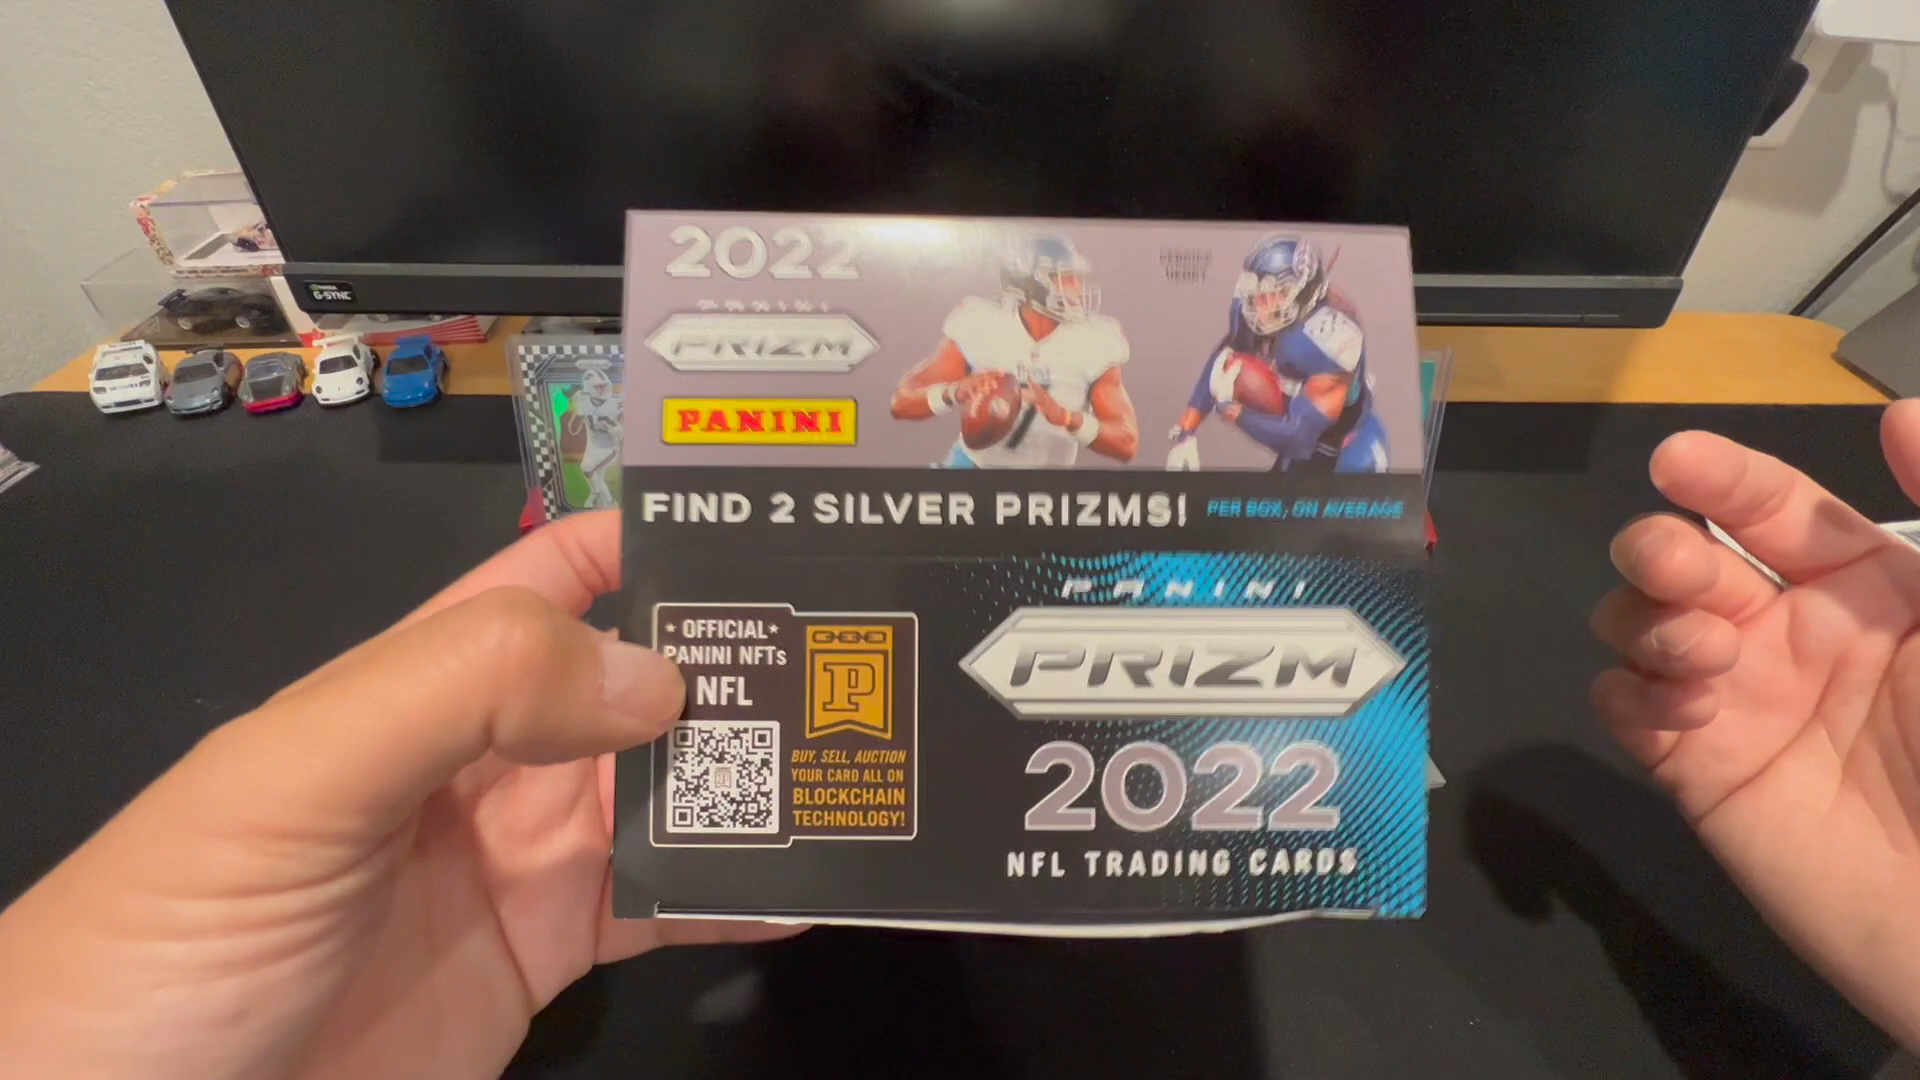 2022
PANINI
PRIZM
PANINI
FIND 2 SILVER PRIZMS! PER BOX, ON AVERAGE
OFFICIAL
PANINI NFTs
NFL
P
BUY, SELL, AUCTION
YOUR CARD ALL ON
BLOCKCHAIN
TECHNOLOGY!
PANINI
PRIZM
2022
NFL TRADING CARDS
NVIDIA
G-SYNC